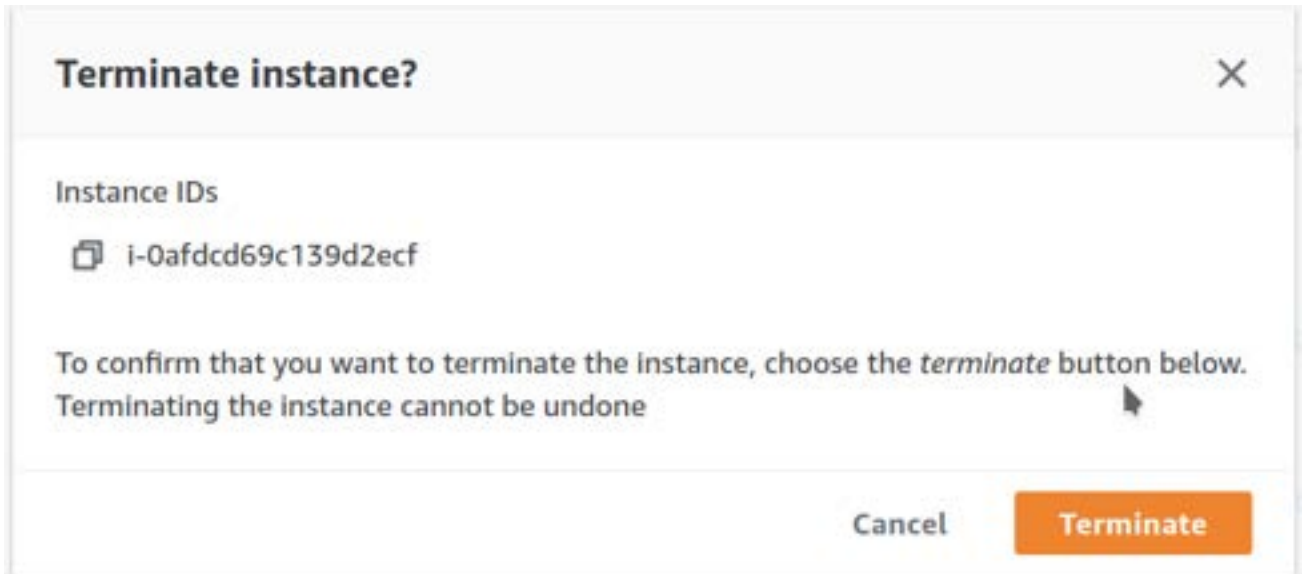 Terminate instance?
Instance IDs
i-0afdcd69c139d2ecf
To confirm that you want to terminate the instance, choose the terminate button below.
Terminating the instance cannot be undone
Cancel
Terminate